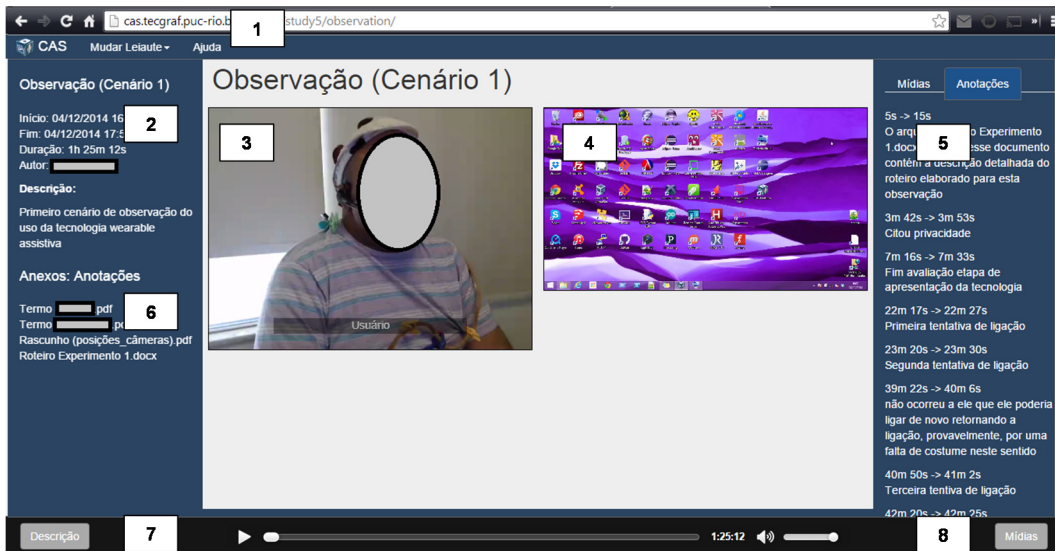 cas.tecgraf.puc-rio.b
study5/observation/
1
CAS
Mudar Leiaute
Ajuda
Observação (Cenário 1)
Início: 04/12/2014 16
Fim: 04/12/2014 17:5
Duração: 1h 25m 12s
Autor:
2
Descrição:
Primeiro cenário de observação do
uso da tecnologia wearable
assistiva
Anexos: Anotações
Termo .pdf
Termo .p
Rascunho (posições_câmeras).pdf
Roteiro Experimento 1.docx
6
Observação (Cenário 1)
3
Usuário
4
Mídias
Anotações
5s -> 15s
O arqu o Experimento
1.docx esse documento
contém a descrição detalhada do
roteiro elaborado para esta
observação
5
3m 42s -> 3m 53s
Citou privacidade
7m 16s -> 7m 33s
Fim avaliação etapa de
apresentação da tecnologia
22m 17s -> 22m 27s
Primeira tentativa de ligação
23m 20s -> 23m 30s
Segunda tentativa de ligação
39m 22s -> 40m 6s
não ocorreu a ele que ele poderia
ligar de novo retornando a
ligação, provavelmente, por uma
falta de costume neste sentido
40m 50s -> 41m 2s
Terceira tentiva de ligação
42m 20s -> 42m 25s
Descrição
7
1:25:12
8
Mídias